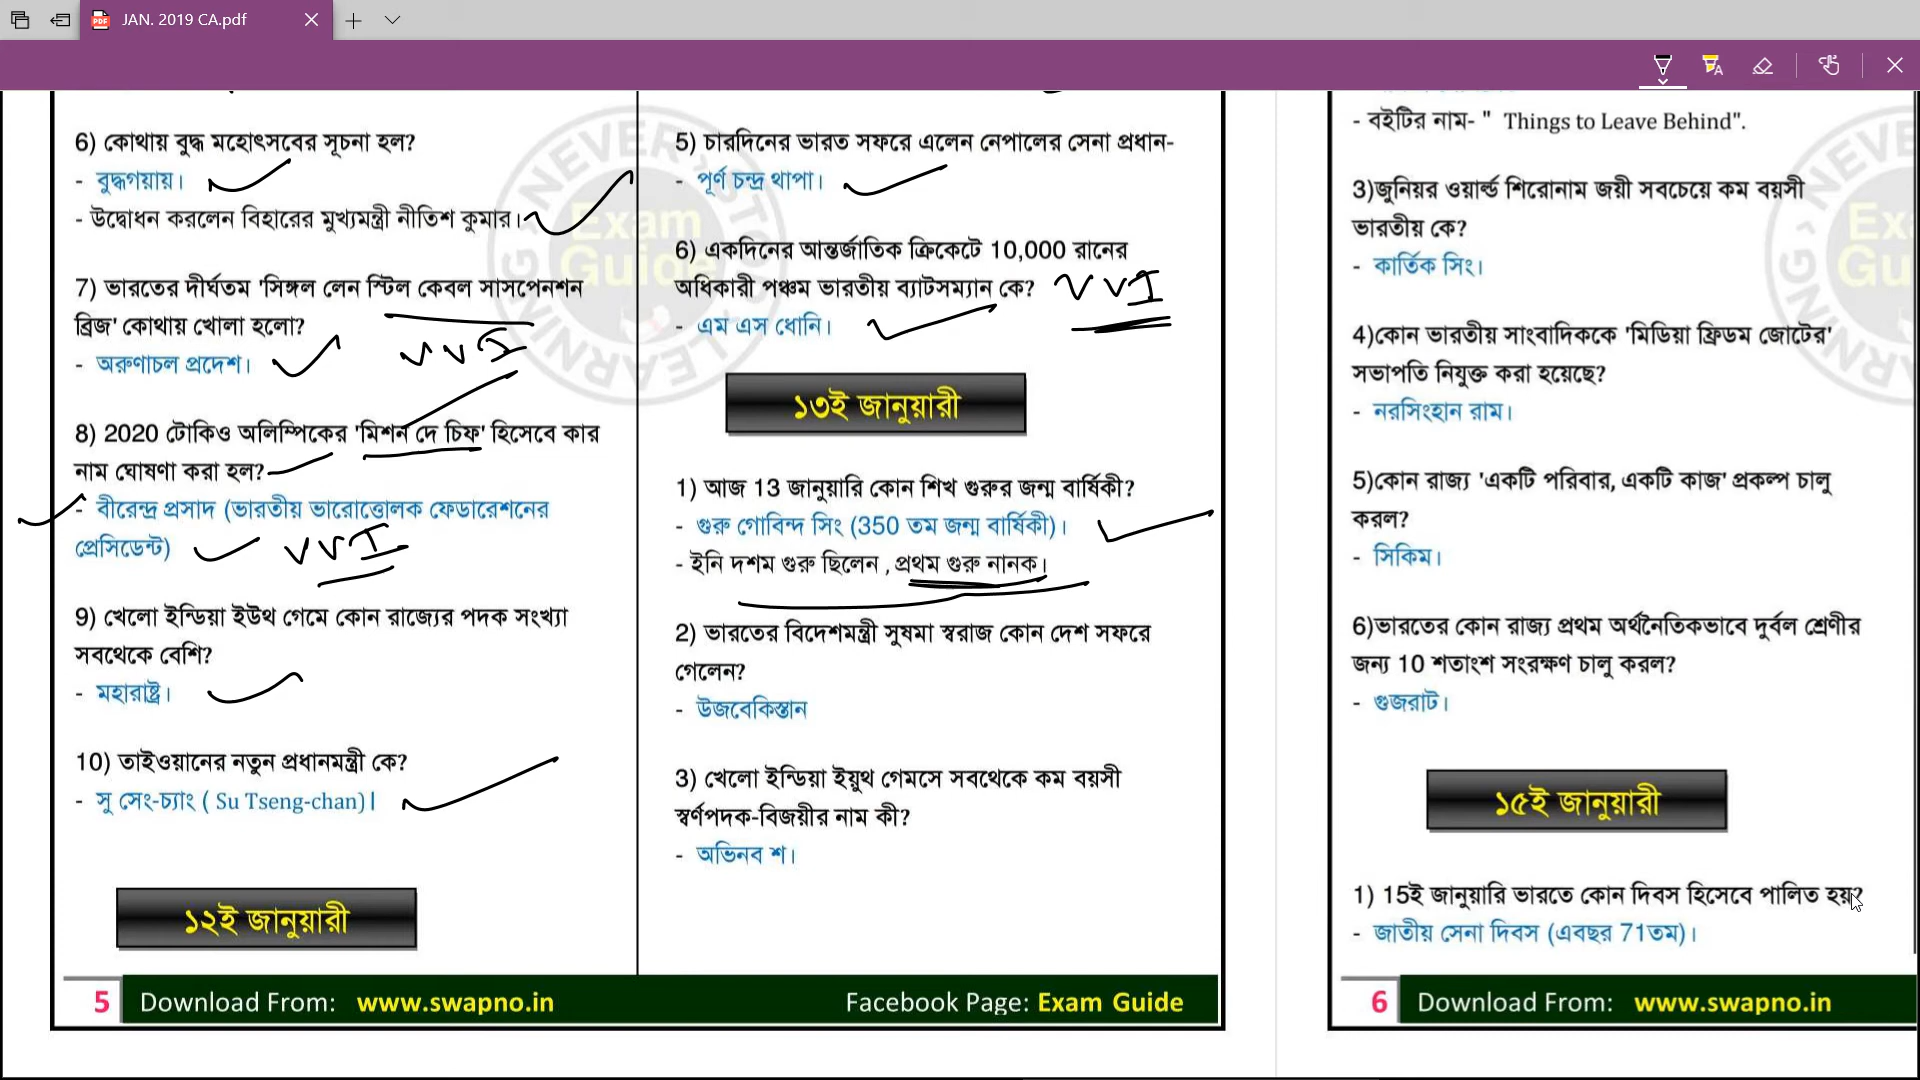 JAN. 2019 CA.pdf
6) কোথায় বুদ্ধ মহোৎসবের সূচনা হল?
- বুদ্ধগয়ায়।
- উদ্বোধন করলেন বিহারের মুখ্যমন্ত্রী নীতিশ কুমার।
7) ভারতের দীর্ঘতম 'সিঙ্গল লেন স্টিল কেবল সাসপেনশন
ব্রিজ' কোথায় খোলা হলো?
V V I
- অরুণাচল প্রদেশ।
8) 2020 টোকিও অলিম্পিকের 'মিশন দে চিফ' হিসেবে কার
নাম ঘোষণা করা হল?
- বীরেন্দ্র প্রসাদ (ভারতীয় ভারোত্তোলক ফেডারেশনের
প্রেসিডেন্ট)
V V I
9) খেলো ইন্ডিয়া ইউথ গেমে কোন রাজ্যের পদক সংখ্যা
সবথেকে বেশি?
- মহারাষ্ট্র।
10) তাইওয়ানের নতুন প্রধানমন্ত্রী কে?
- সু সেং-চ্যাং ( Su Tseng-chan)।
১২ই জানুয়ারী
5) চারদিনের ভারত সফরে এলেন নেপালের সেনা প্রধান-
- পূর্ণ চন্দ্র থাপা।
6) একদিনের আন্তর্জাতিক ক্রিকেটে 10,000 রানের
অধিকারী পঞ্চম ভারতীয় ব্যাটসম্যান কে?
V V I
- এম এস ধোনি।
১৩ই জানুয়ারী
1) আজ 13 জানুয়ারি কোন শিখ গুরুর জন্ম বার্ষিকী?
- গুরু গোবিন্দ সিং (350 তম জন্ম বার্ষিকী)।
- ইনি দশম গুরু ছিলেন , প্রথম গুরু নানক।
2) ভারতের বিদেশমন্ত্রী সুষমা স্বরাজ কোন দেশ সফরে
গেলেন?
- উজবেকিস্তান
3) খেলো ইন্ডিয়া ইয়ুথ গেমসে সবথেকে কম বয়সী
স্বর্ণপদক-বিজয়ীর নাম কী?
- অভিনব শ।
5 Download From: www.swapno.in Facebook Page: Exam Guide
- বইটির নাম- " Things to Leave Behind".
3)জুনিয়র ওয়ার্ল্ড শিরোনাম জয়ী সবচেয়ে কম বয়সী
ভারতীয় কে?
- কার্তিক সিং।
4)কোন ভারতীয় সাংবাদিককে 'মিডিয়া ফ্রিডম জোটের'
সভাপতি নিযুক্ত করা হয়েছে?
- নরসিংহান রাম।
5)কোন রাজ্য 'একটি পরিবার, একটি কাজ' প্রকল্প চালু
করল?
- সিকিম।
6)ভারতের কোন রাজ্য প্রথম অর্থনৈতিকভাবে দুর্বল শ্রেণীর
জন্য 10 শতাংশ সংরক্ষণ চালু করল?
- গুজরাট।
১৫ই জানুয়ারী
1) 15ই জানুয়ারি ভারতে কোন দিবস হিসেবে পালিত হয়?
- জাতীয় সেনা দিবস (এবছর 71তম)।
6 Download From: www.swapno.in
NEVER STOP LEARNING
Exam
Guide